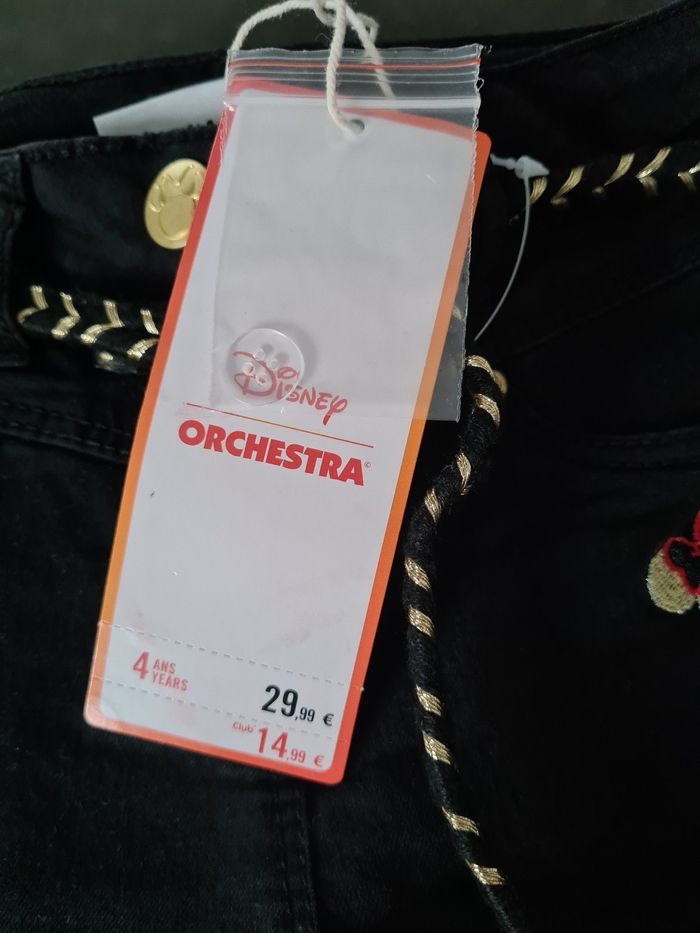 Disney
ORCHESTRA©
4 ANS
YEARS
29,99 €
Club 14,99 €